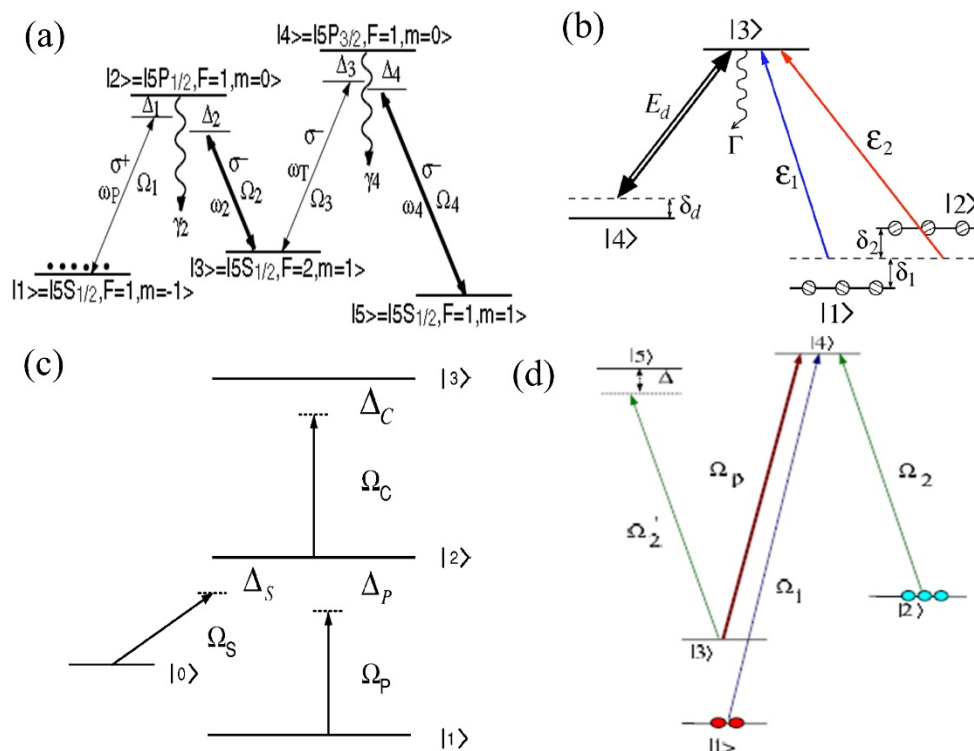 (a)
|4>=|5P3/2,F=1,m=0>
|2>=|5P1/2,F=1,m=0>
Δ3
Δ4
Δ1
Δ2
σ+
ωP
Ω1
γ2
σ-
ω2
Ω2
σ-
ωT
Ω3
γ4
σ-
ω4
Ω4
|1>=|5S1/2,F=1,m=-1>
|3>=|5S1/2,F=2,m=1>
|5>=|5S1/2,F=1,m=1>
(b)
|3>
Ed
Γ
ε1
ε2
|2>
δd
|4>
δ2
δ1
|1>
(c)
|3>
ΔC
ΩC
|2>
ΔS
ΔP
ΩS
|0>
ΩP
|1>
(d)
|4>
|5>
Δ
Ωp
Ω2
Ω2'
Ω1
|2>
|3>
|1>